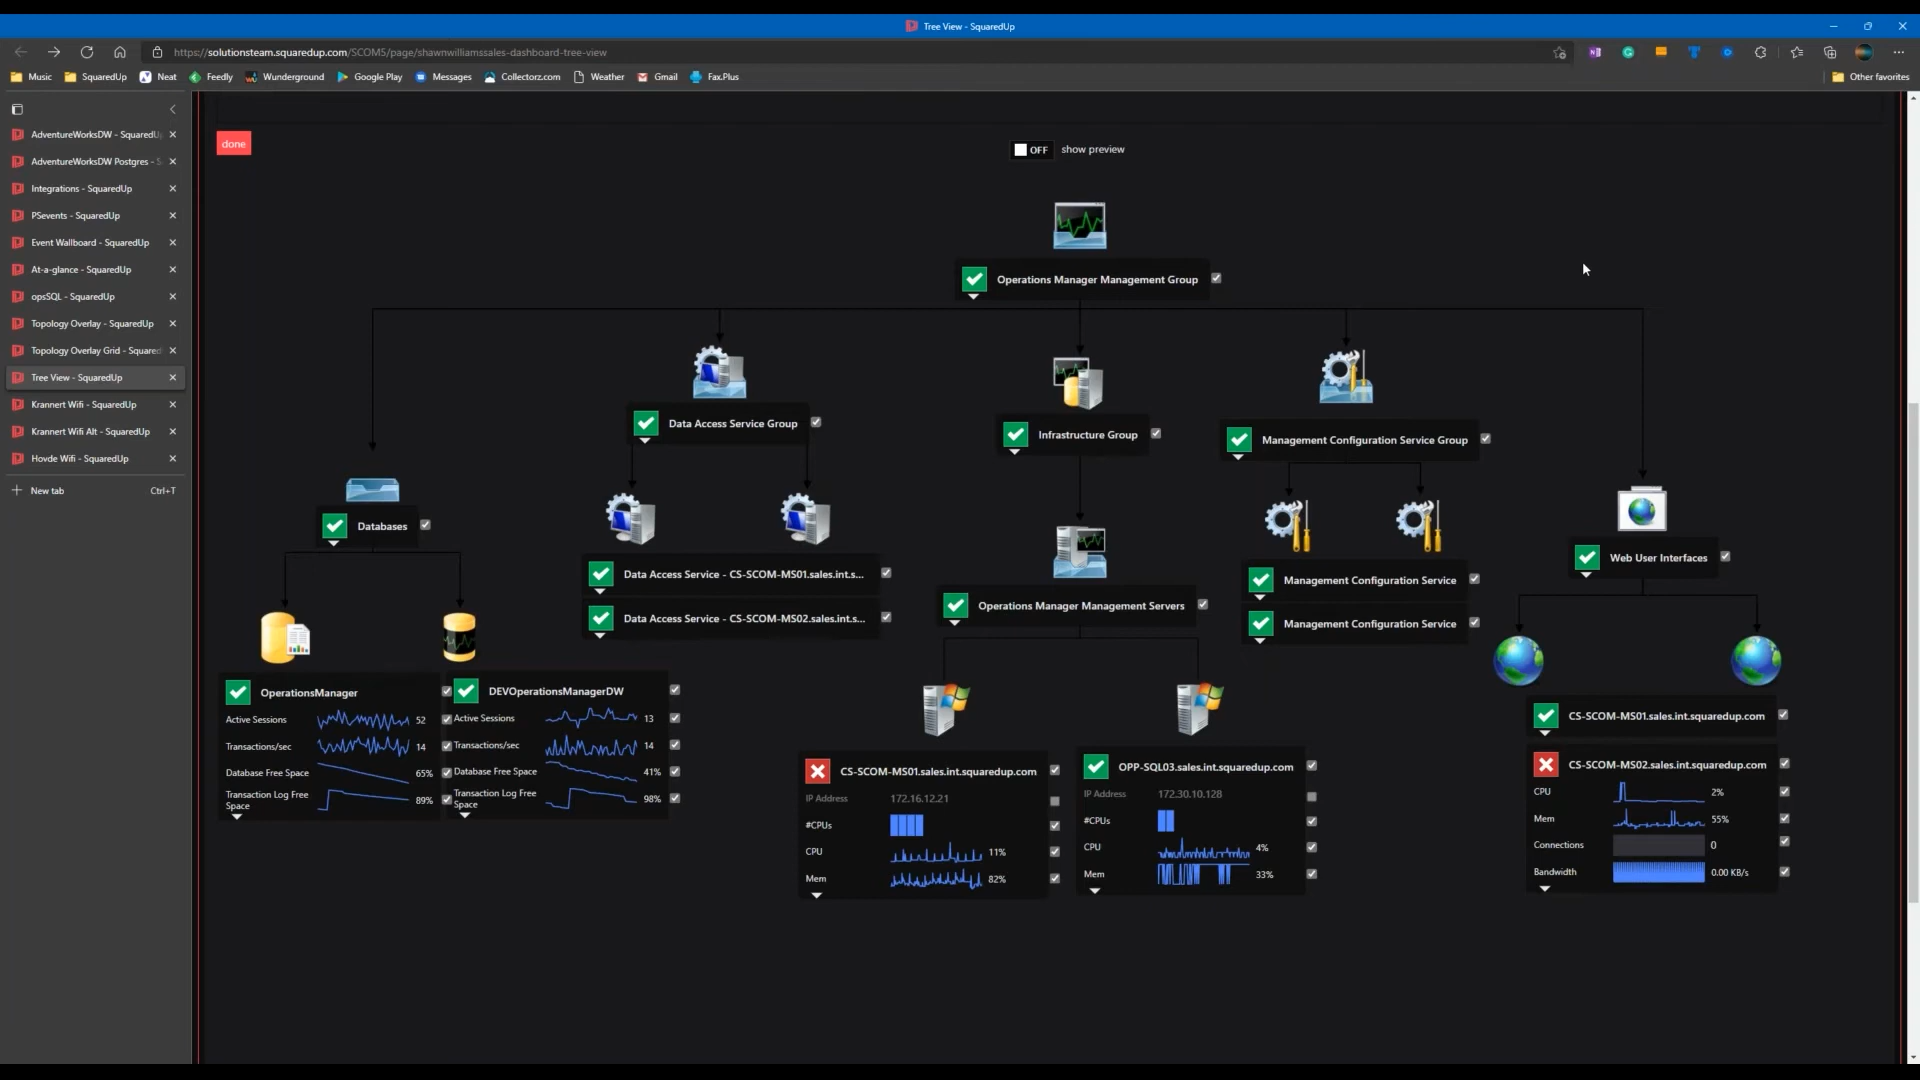 Tree View - SquaredUp
https://solutionsteam.squaredup.com/SCOM5/page/shawnwilliamssales-dashboard-tree-view
Music
SquaredUp
Neat
Feedly
Wunderground
Google Play
Messages
Collectorz.com
Weather
Gmail
Fax.Plus
Other favorites
AdventureWorksDW - SquaredU
AdventureWorksDW Postgres - S
Integrations - SquaredUp
PSevents - SquaredUp
Event Wallboard - SquaredUp
At-a-glance - SquaredUp
opsSQL - SquaredUp
Topology Overlay - SquaredUp
Topology Overlay Grid - Squared
Tree View - SquaredUp
Krannert Wifi - SquaredUp
Krannert Wifi Alt - SquaredUp
Hovde Wifi - SquaredUp
New tab Ctrl+T
done
OFF show preview
Operations Manager Management Group
Data Access Service Group
Infrastructure Group
Management Configuration Service Group
Databases
Web User Interfaces
Data Access Service - CS-SCOM-MS01.sales.int.s...
Data Access Service - CS-SCOM-MS02.sales.int.s...
Operations Manager Management Servers
Management Configuration Service
Management Configuration Service
OperationsManager
Active Sessions 52
Transactions/sec 14
Database Free Space 65%
Transaction Log Free
Space 89%
DEVOperationsManagerDW
Active Sessions 13
Transactions/sec 14
Database Free Space 41%
Transaction Log Free
Space 98%
CS-SCOM-MS01.sales.int.squaredup.com
IP Address 172.16.12.21
#CPUs
CPU 11%
Mem 82%
OPP-SQL03.sales.int.squaredup.com
IP Address 172.30.10.128
#CPUs
CPU 4%
Mem 33%
CS-SCOM-MS01.sales.int.squaredup.com
CS-SCOM-MS02.sales.int.squaredup.com
CPU 2%
Mem 55%
Connections 0
Bandwidth 0.00 KB/s